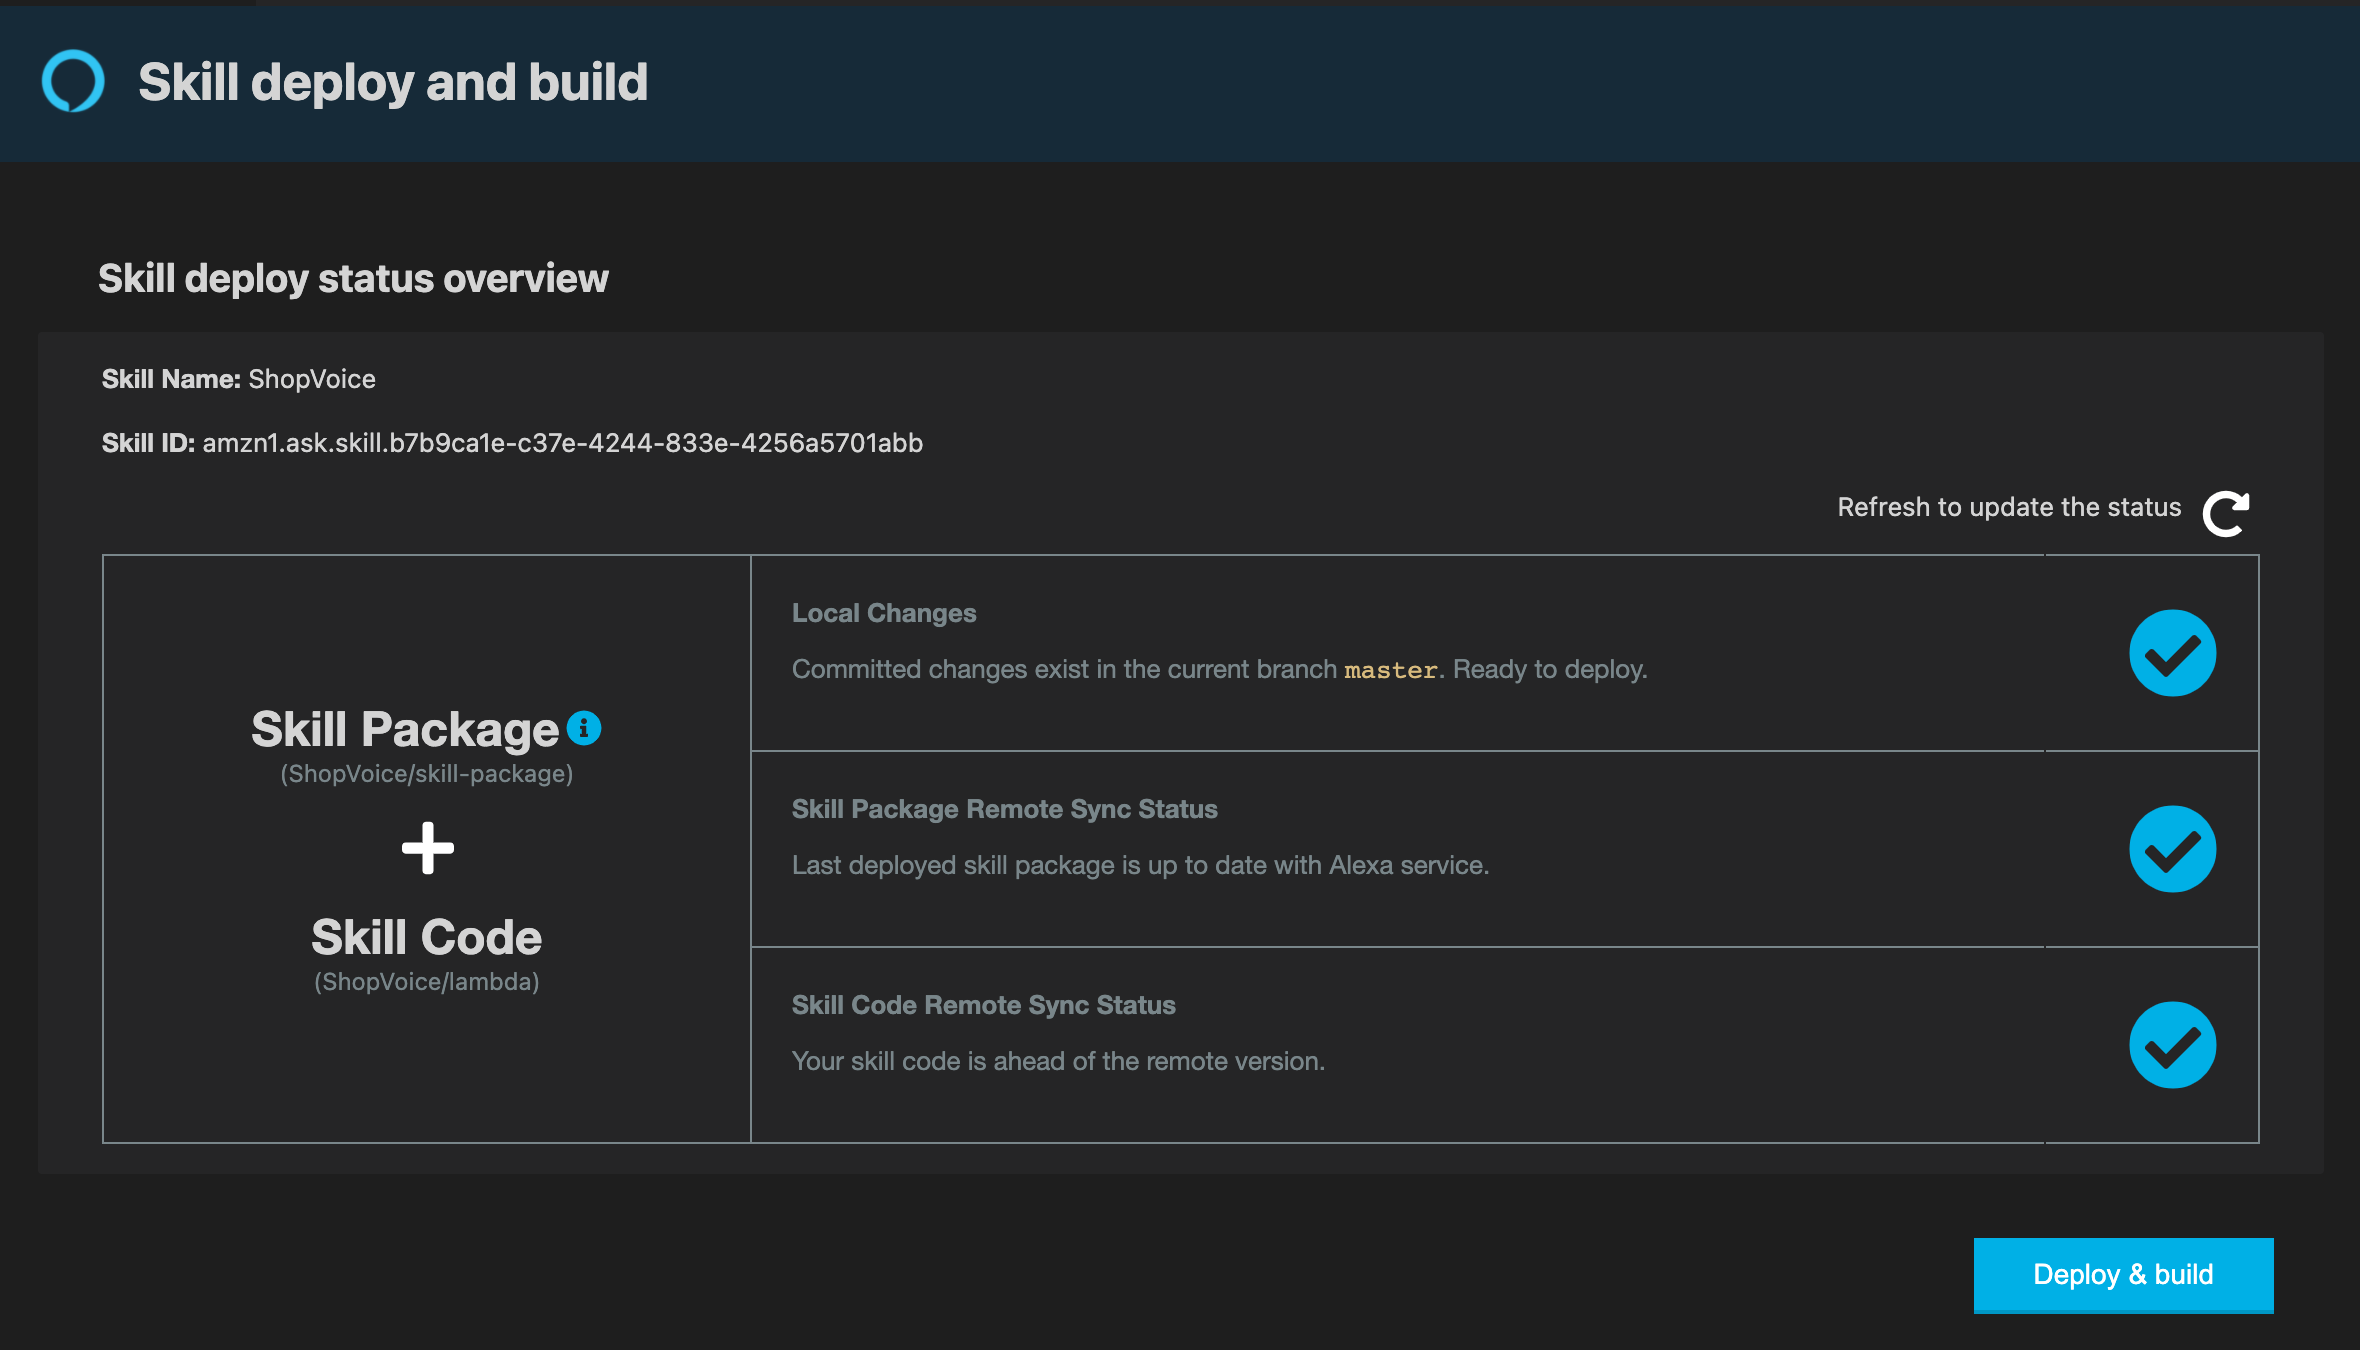 Skill deploy and build
Skill deploy status overview
Skill Name: ShopVoice
Skill ID: amzn1.ask.skill.b7b9ca1e-c37e-4244-833e-4256a5701abb
Refresh to update the status
Skill Package
(ShopVoice/skill-package)
Skill Code
(ShopVoice/lambda)
Local Changes
Committed changes exist in the current branch master. Ready to deploy.
Skill Package Remote Sync Status
Last deployed skill package is up to date with Alexa service.
Skill Code Remote Sync Status
Your skill code is ahead of the remote version.
Deploy & build